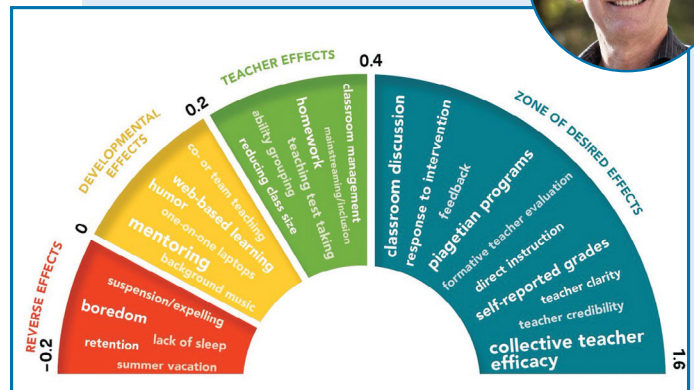 REVERSE EFFECTS
-0.2
suspension/expelling
boredom
lack of sleep
retention
summer vacation
0
DEVELOPMENTAL
EFFECTS
co- or team teaching
web-based learning
humor
one-on-one laptops
mentoring
background music
0.2
TEACHER EFFECTS
classroom management
mainstreaming/inclusion
homework
teaching test taking
ability grouping
reducing class size
0.4
ZONE OF DESIRED EFFECTS
classroom discussion
response to intervention
feedback
piagetian programs
formative teacher evaluation
direct instruction
self-reported grades
teacher clarity
teacher credibility
collective teacher
efficacy
1.6